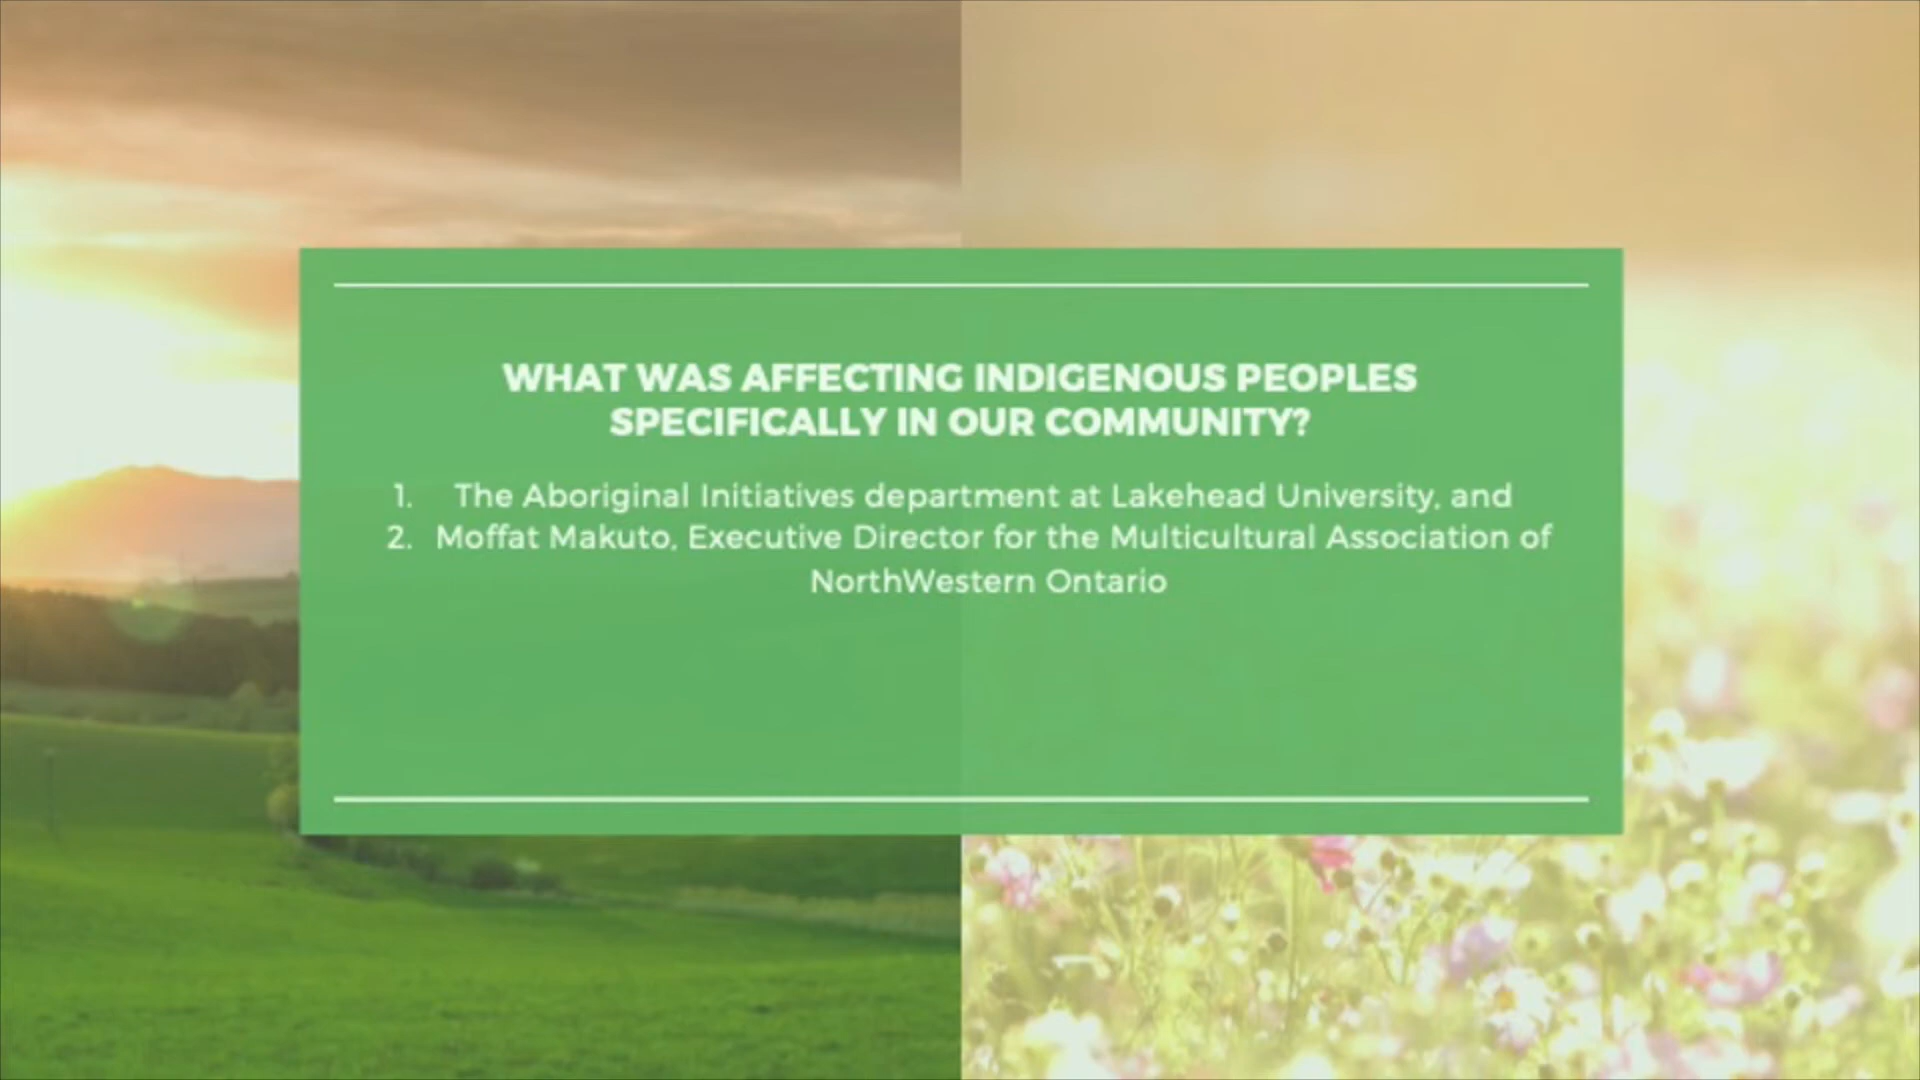 WHAT WAS AFFECTING INDIGENOUS PEOPLES
SPECIFICALLY IN OUR COMMUNITY?
1. The Aboriginal Initiatives department at Lakehead University, and
2. Moffat Makuto, Executive Director for the Multicultural Association of
NorthWestern Ontario